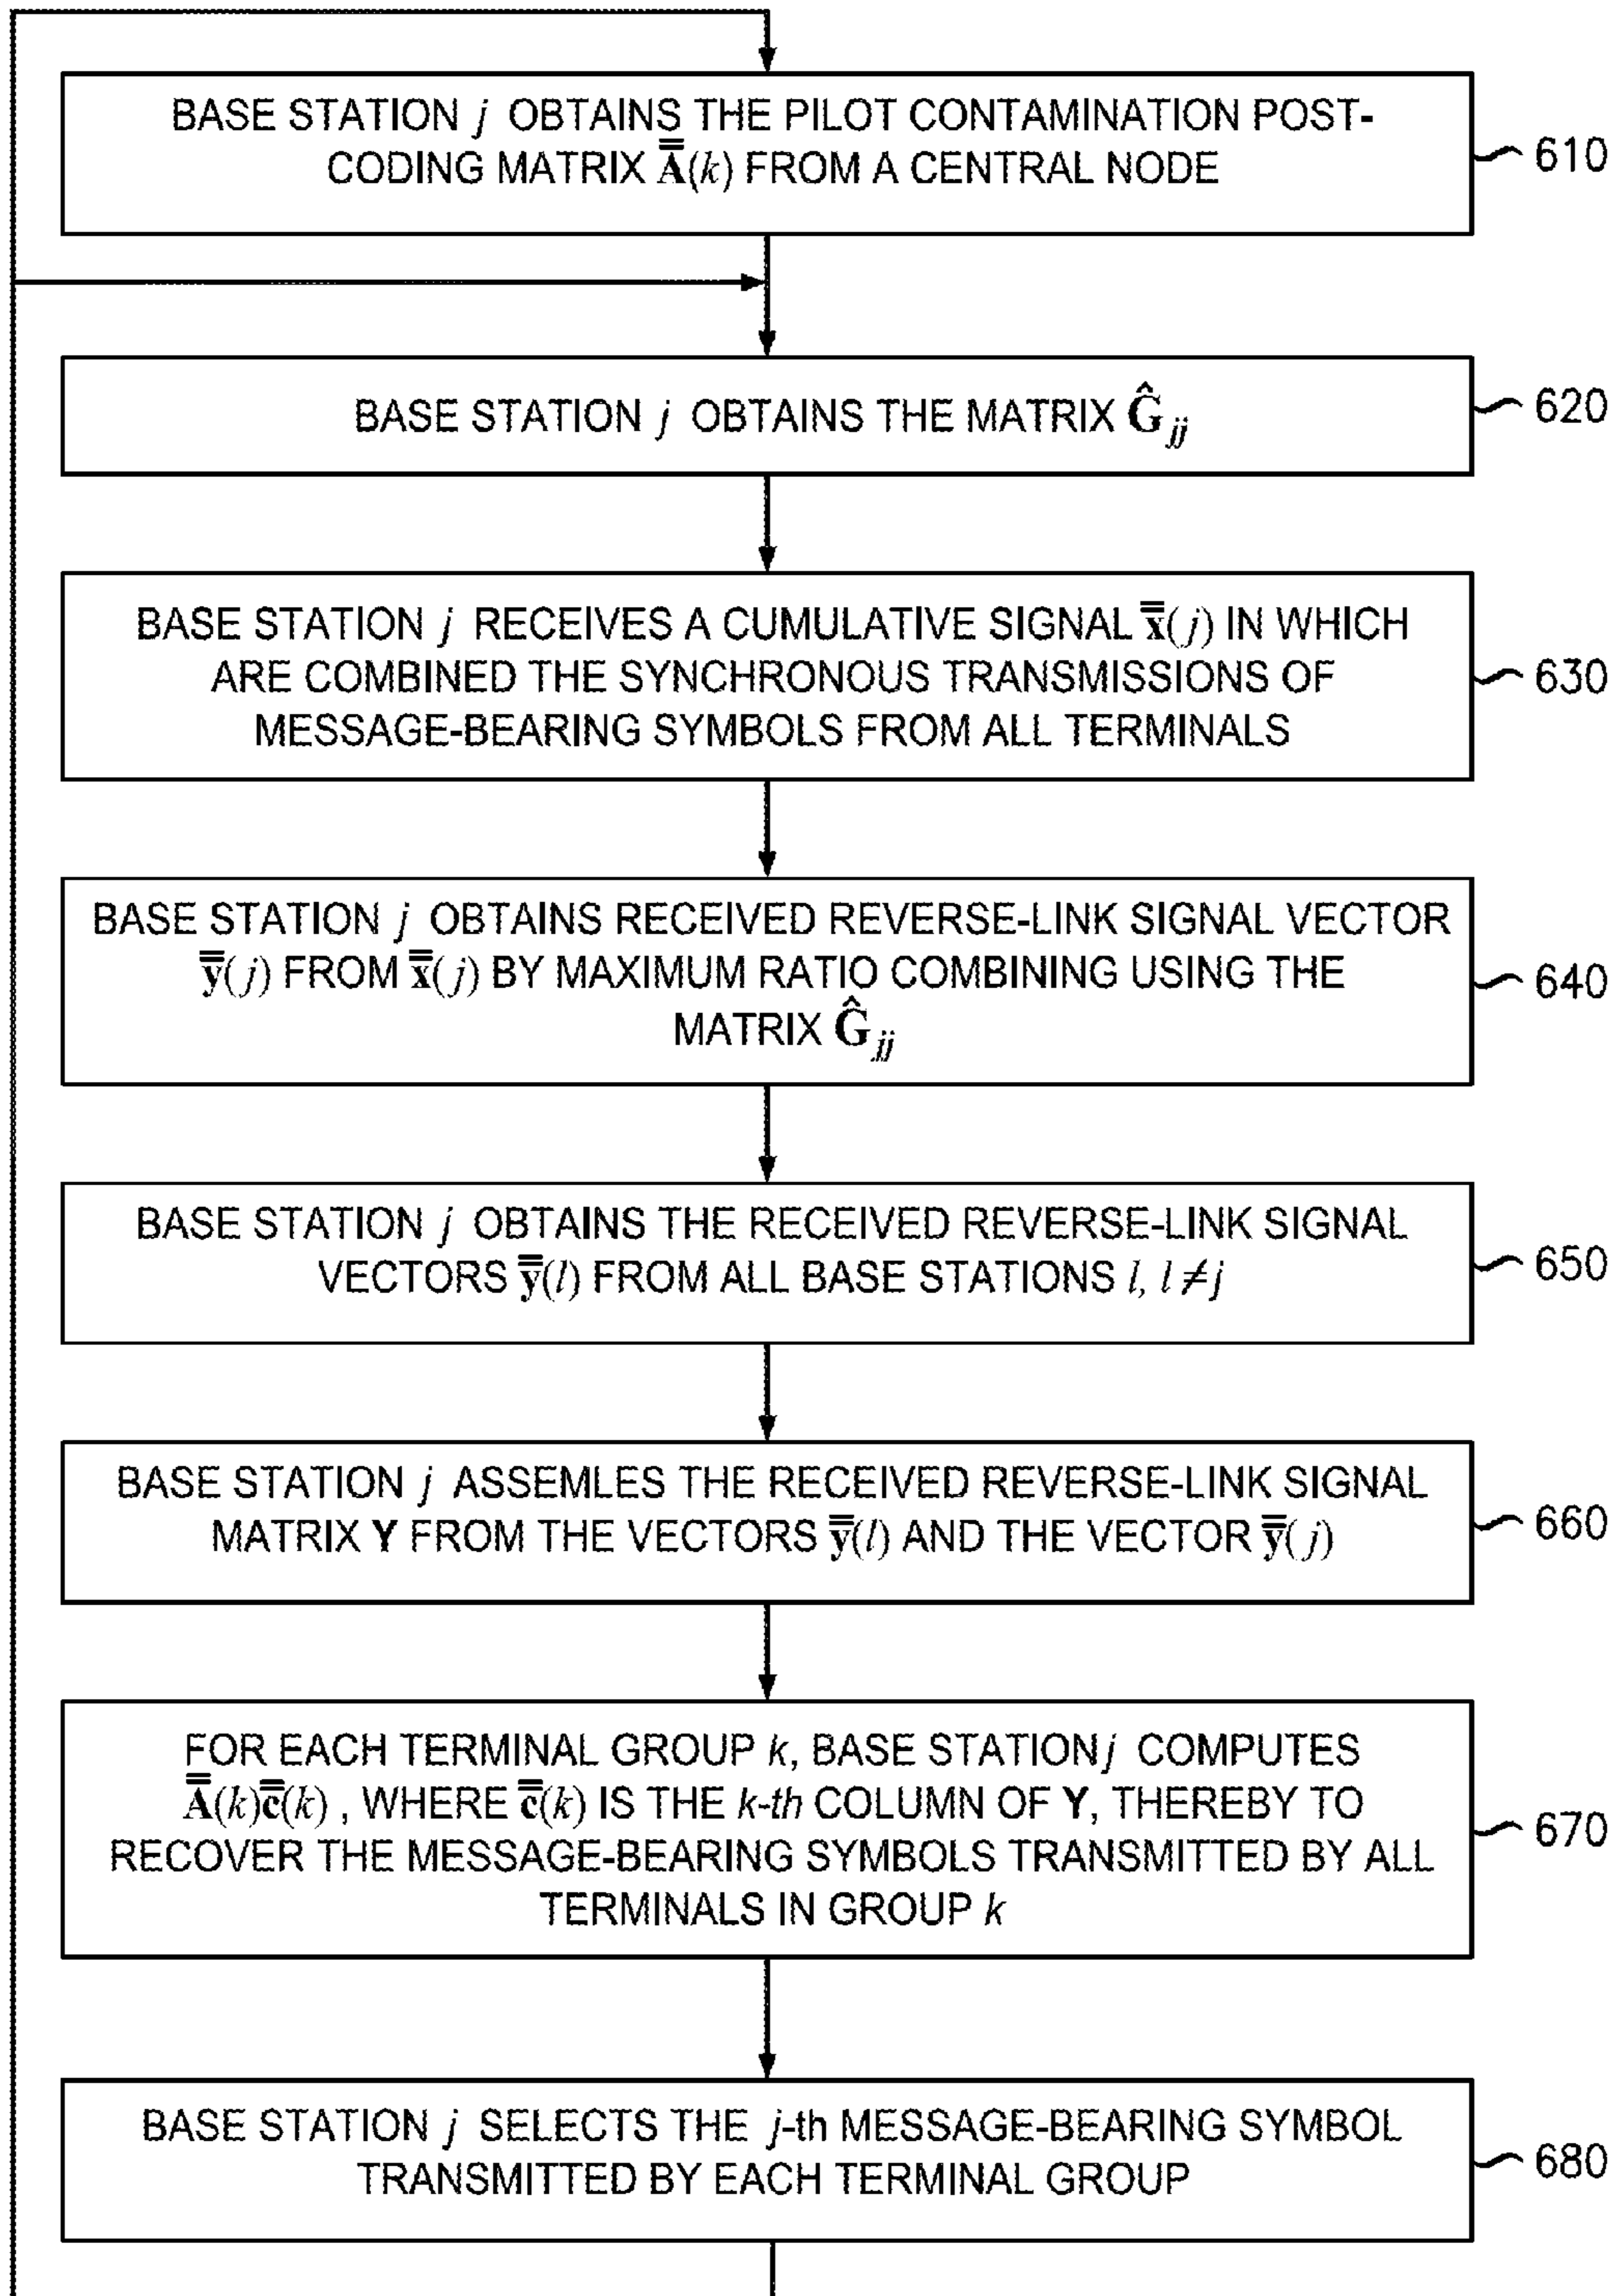 BASE STATION j OBTAINS THE PILOT CONTAMINATION POST-
CODING MATRIX A̿(k) FROM A CENTRAL NODE
610
BASE STATION j OBTAINS THE MATRIX Ĝjj
620
BASE STATION j RECEIVES A CUMULATIVE SIGNAL x̿(j) IN WHICH
ARE COMBINED THE SYNCHRONOUS TRANSMISSIONS OF
MESSAGE-BEARING SYMBOLS FROM ALL TERMINALS
630
BASE STATION j OBTAINS RECEIVED REVERSE-LINK SIGNAL VECTOR
y̿(j) FROM x̿(j) BY MAXIMUM RATIO COMBINING USING THE
MATRIX Ĝjj
640
BASE STATION j OBTAINS THE RECEIVED REVERSE-LINK SIGNAL
VECTORS y̿(l) FROM ALL BASE STATIONS l, l ≠ j
650
BASE STATION j ASSEMLES THE RECEIVED REVERSE-LINK SIGNAL
MATRIX Y FROM THE VECTORS y̿(l) AND THE VECTOR y̿(j)
660
FOR EACH TERMINAL GROUP k, BASE STATION j COMPUTES
A̿(k)c̿(k) , WHERE c̿(k) IS THE k-th COLUMN OF Y, THEREBY TO
RECOVER THE MESSAGE-BEARING SYMBOLS TRANSMITTED BY ALL
TERMINALS IN GROUP k
670
BASE STATION j SELECTS THE j-th MESSAGE-BEARING SYMBOL
TRANSMITTED BY EACH TERMINAL GROUP
680